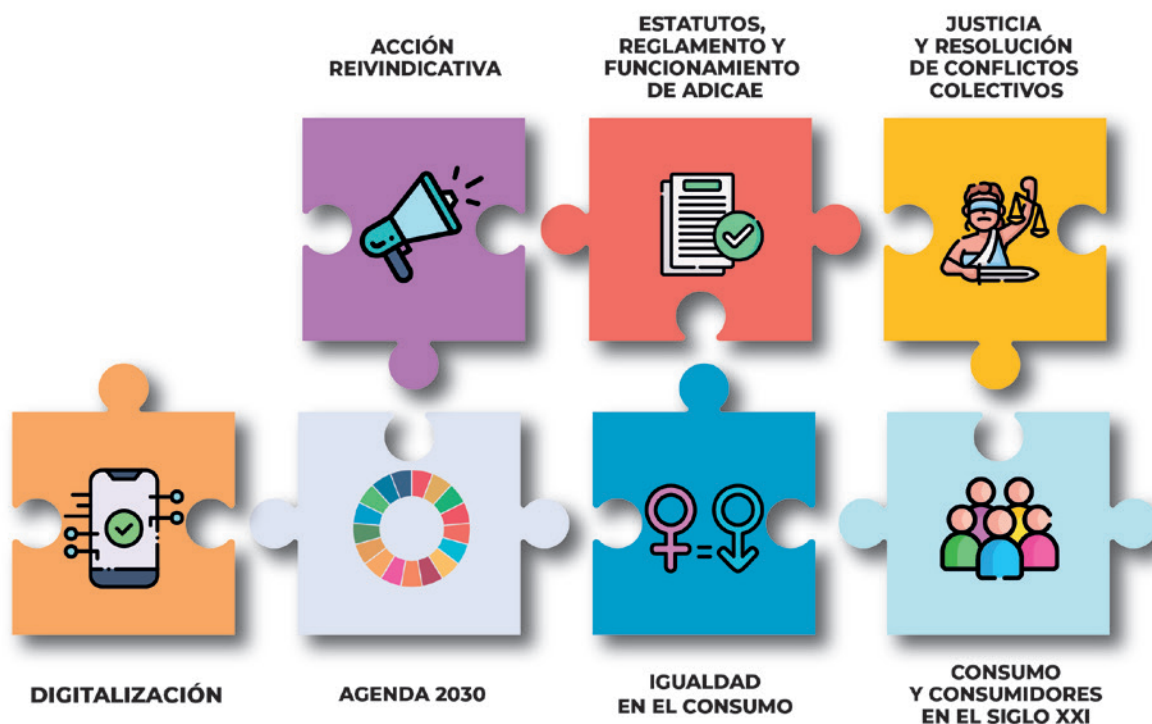 ACCIÓN
REIVINDICATIVA
ESTATUTOS,
REGLAMENTO Y
FUNCIONAMIENTO
DE ADICAE
JUSTICIA
Y RESOLUCIÓN
DE CONFLICTOS
COLECTIVOS
DIGITALIZACIÓN
AGENDA 2030
IGUALDAD
EN EL CONSUMO
CONSUMO
Y CONSUMIDORES
EN EL SIGLO XXI